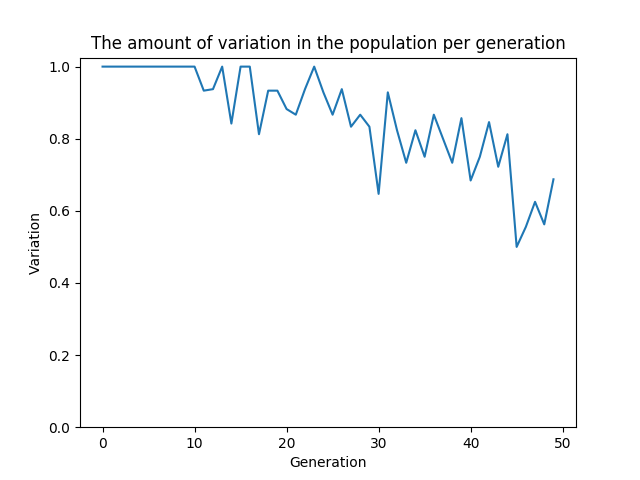 The amount of variation in the population per generation
1.0
0.8
0.6
0.4
0.2
0.0
Variation
0 10 20 30 40 50
Generation